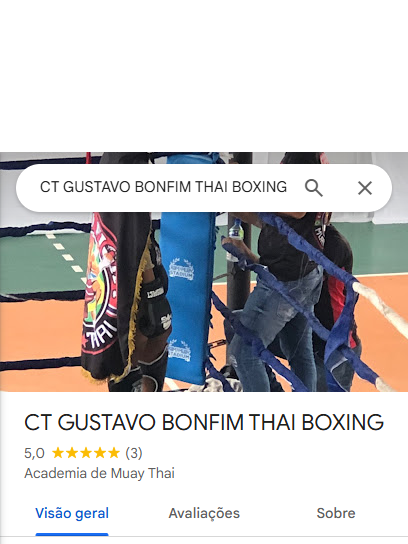 CT GUSTAVO BONFIM THAI BOXING
CT GUSTAVO BONFIM THAI BOXING
5,0 (3)
Academia de Muay Thai
Visão geral Avaliações Sobre